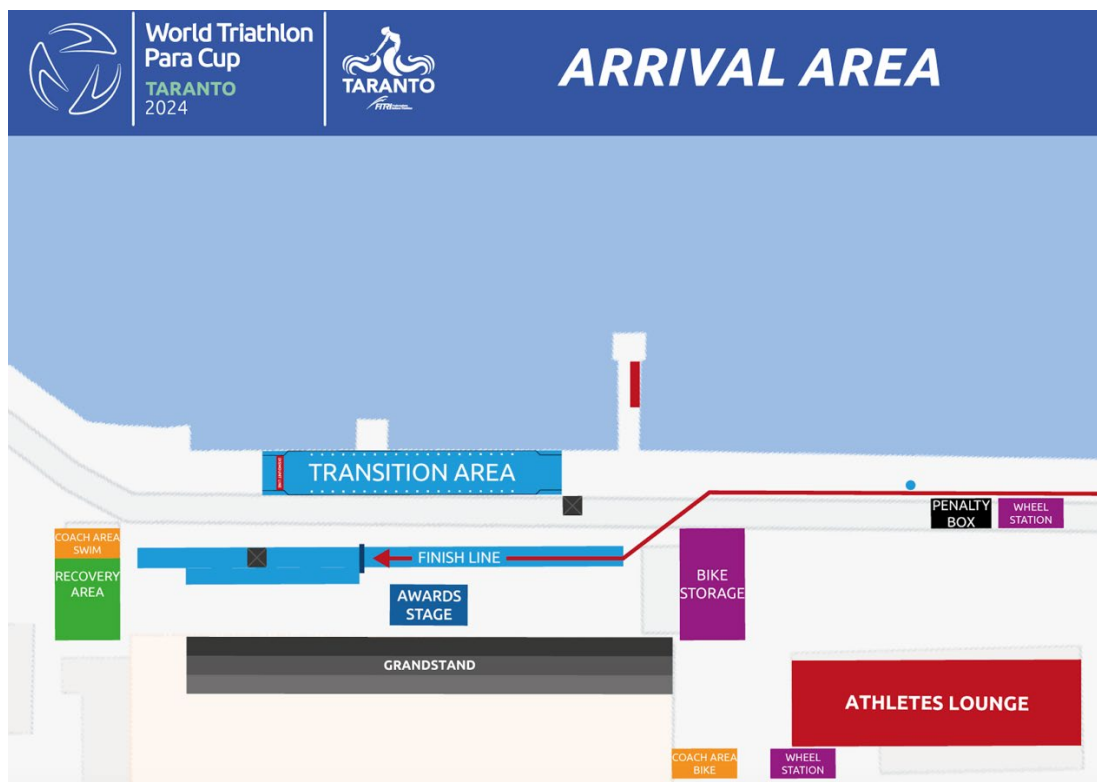 World Triathlon
Para Cup
TARANTO
2024
TARANTO
FITRI
ARRIVAL AREA
TRANSITION AREA
PENALTY
BOX
WHEEL
STATION
COACH AREA
SWIM
RECOVERY
AREA
FINISH LINE
AWARDS
STAGE
BIKE
STORAGE
GRANDSTAND
ATHLETES LOUNGE
COACH AREA
BIKE
WHEEL
STATION